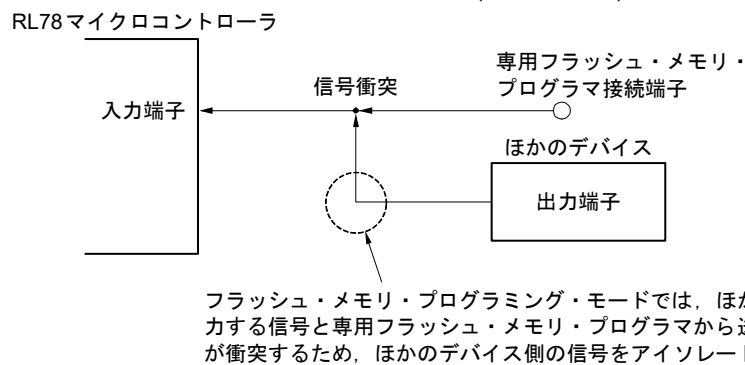 RL78マイクロコントローラ
専用フラッシュ・メモリ・
プログラマ接続端子
信号衝突
入力端子
ほかのデバイス
出力端子
フラッシュ・メモリ・プログラミング・モードでは，ほか
力する信号と専用フラッシュ・メモリ・プログラマから
が衝突するため，ほかのデバイス側の信号をアイソレート